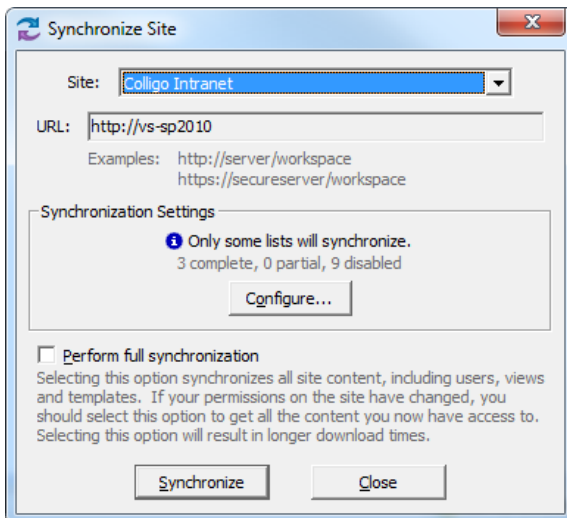 Synchronize Site
Site: Colligo Intranet
URL: http://vs-sp2010
Examples: http://server/workspace
https://secureserver/workspace
Synchronization Settings
Only some lists will synchronize.
3 complete, 0 partial, 9 disabled
Configure...
Perform full synchronization
Selecting this option synchronizes all site content, including users, views
and templates. If your permissions on the site have changed, you
should select this option to get all the content you now have access to.
Selecting this option will result in longer download times.
Synchronize Close